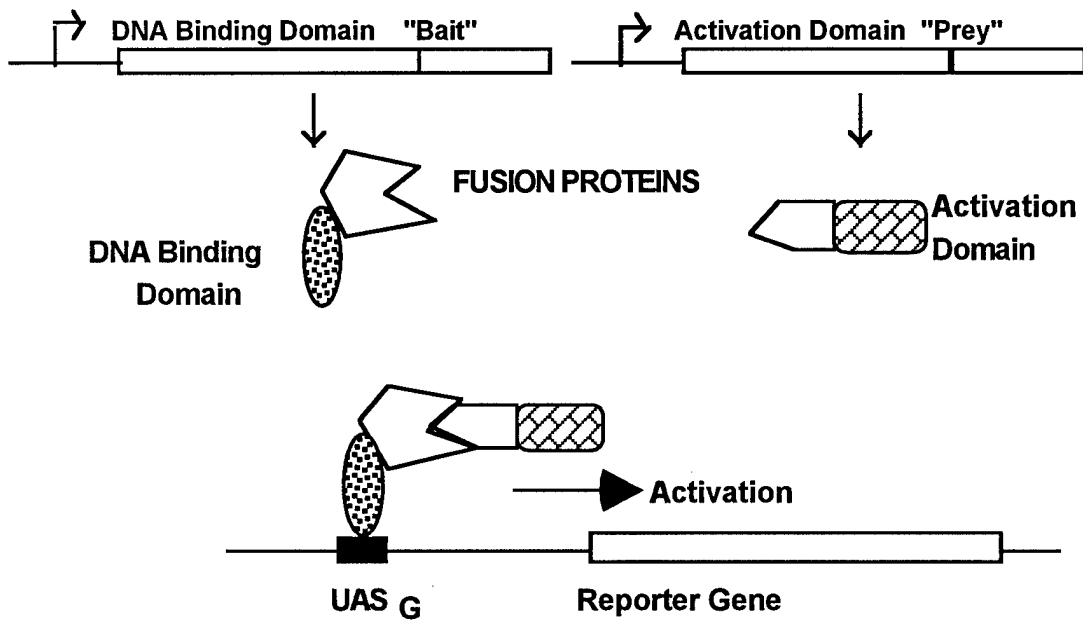 DNA Binding Domain "Bait"
Activation Domain "Prey"
FUSION PROTEINS
DNA Binding
Domain
Activation
Domain
Activation
UAS G
Reporter Gene